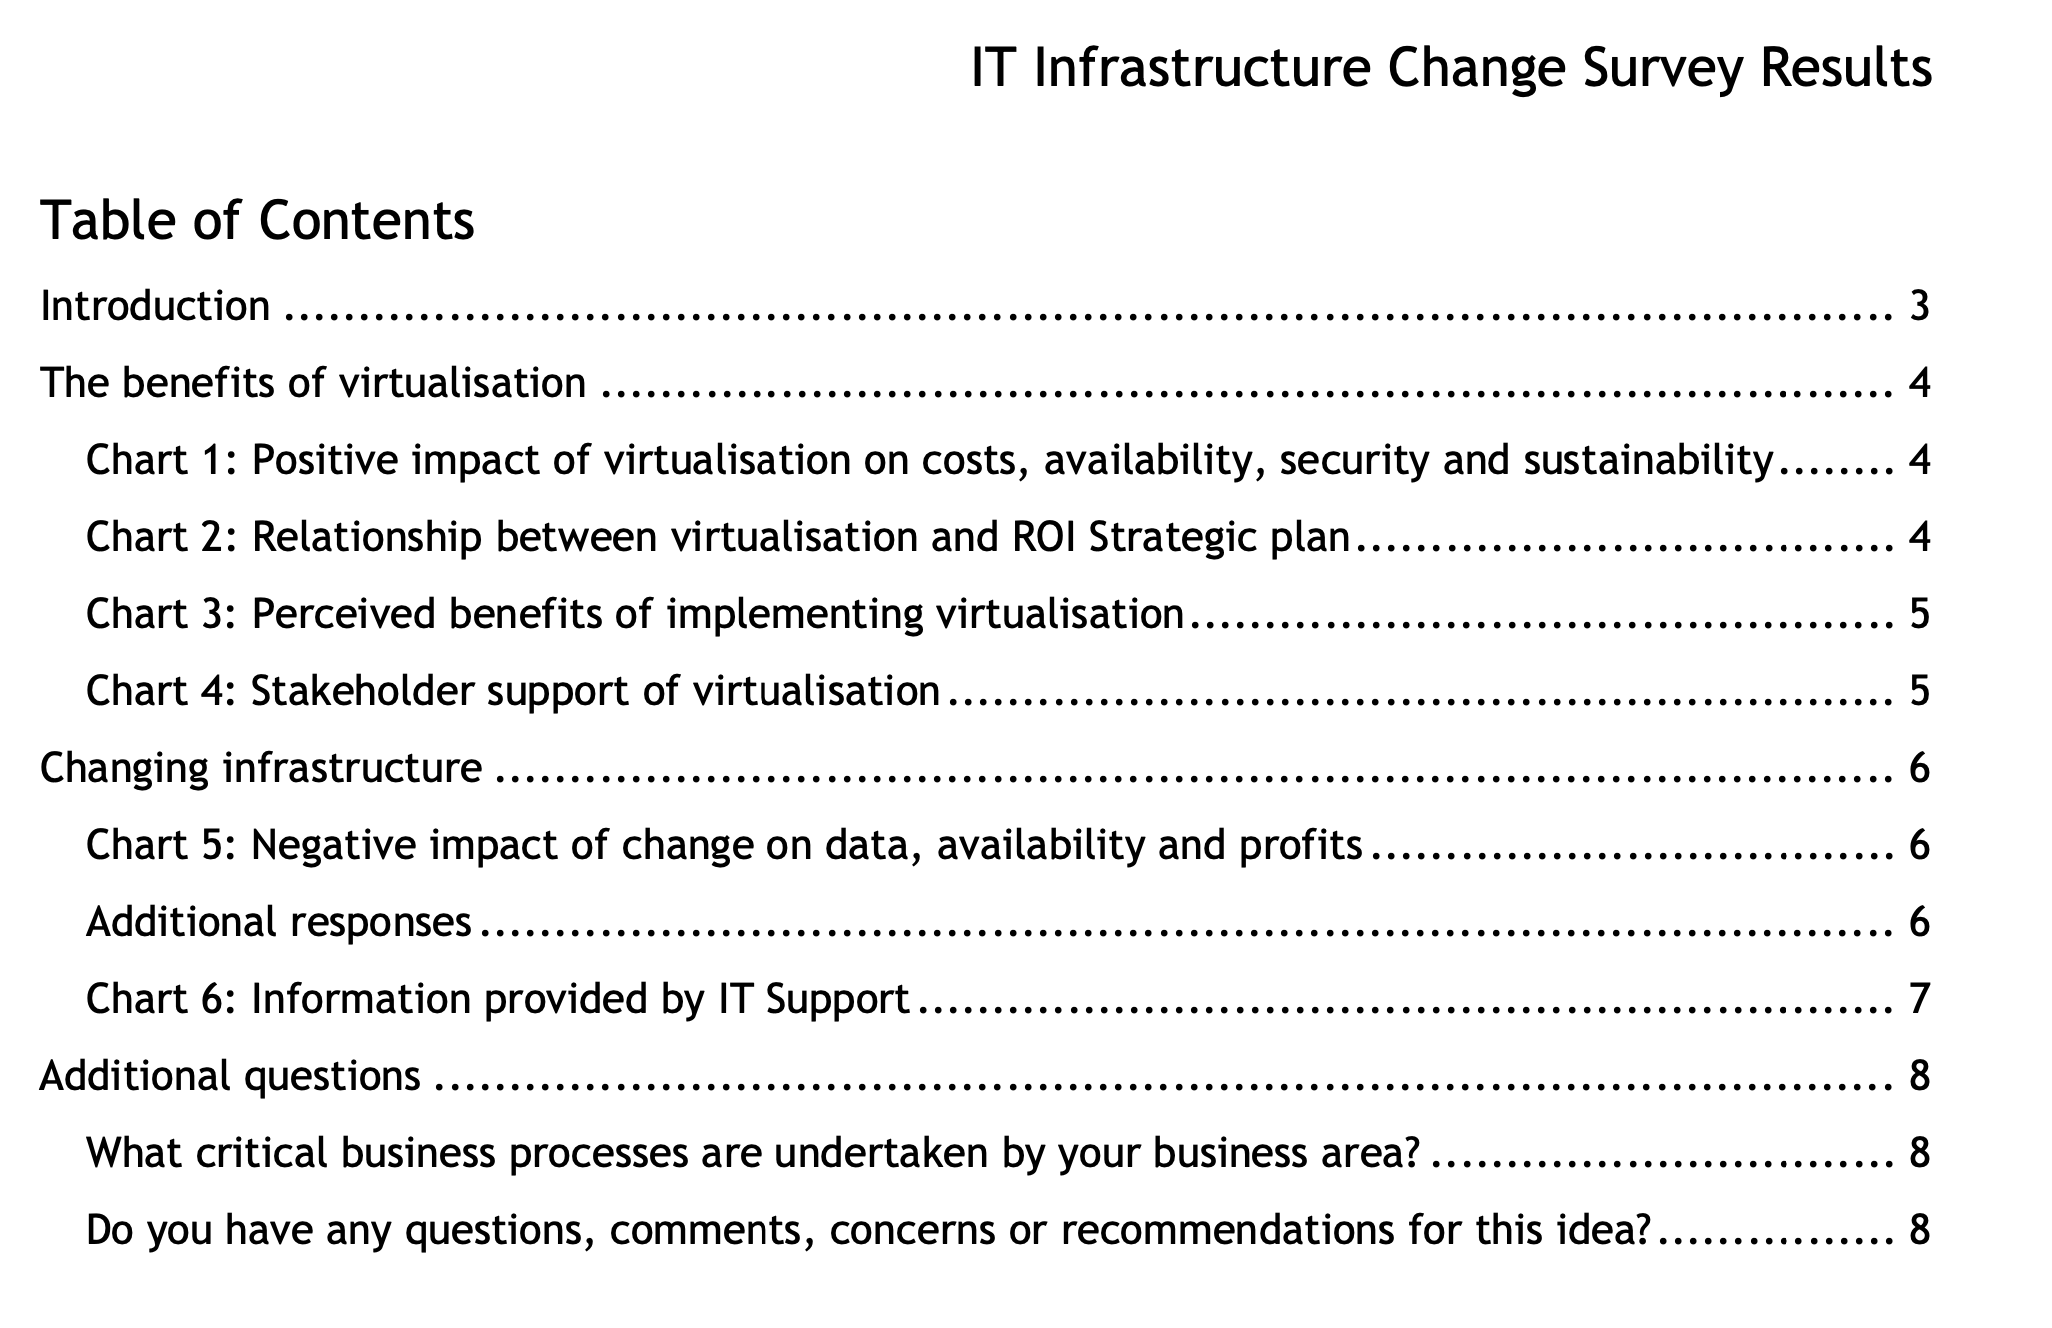 IT Infrastructure Change Survey Results
Table of Contents
Introduction ........................................................................................................ 3
The benefits of virtualisation .................................................................................... 4
Chart 1: Positive impact of virtualisation on costs, availability, security and sustainability........ 4
Chart 2: Relationship between virtualisation and ROI Strategic plan................................... 4
Chart 3: Perceived benefits of implementing virtualisation.............................................. 5
Chart 4: Stakeholder support of virtualisation............................................................. 5
Changing infrastructure .......................................................................................... 6
Chart 5: Negative impact of change on data, availability and profits.................................. 6
Additional responses............................................................................................ 6
Chart 6: Information provided by IT Support............................................................... 7
Additional questions .............................................................................................. 8
What critical business processes are undertaken by your business area? .............................. 8
Do you have any questions, comments, concerns or recommendations for this idea?................ 8